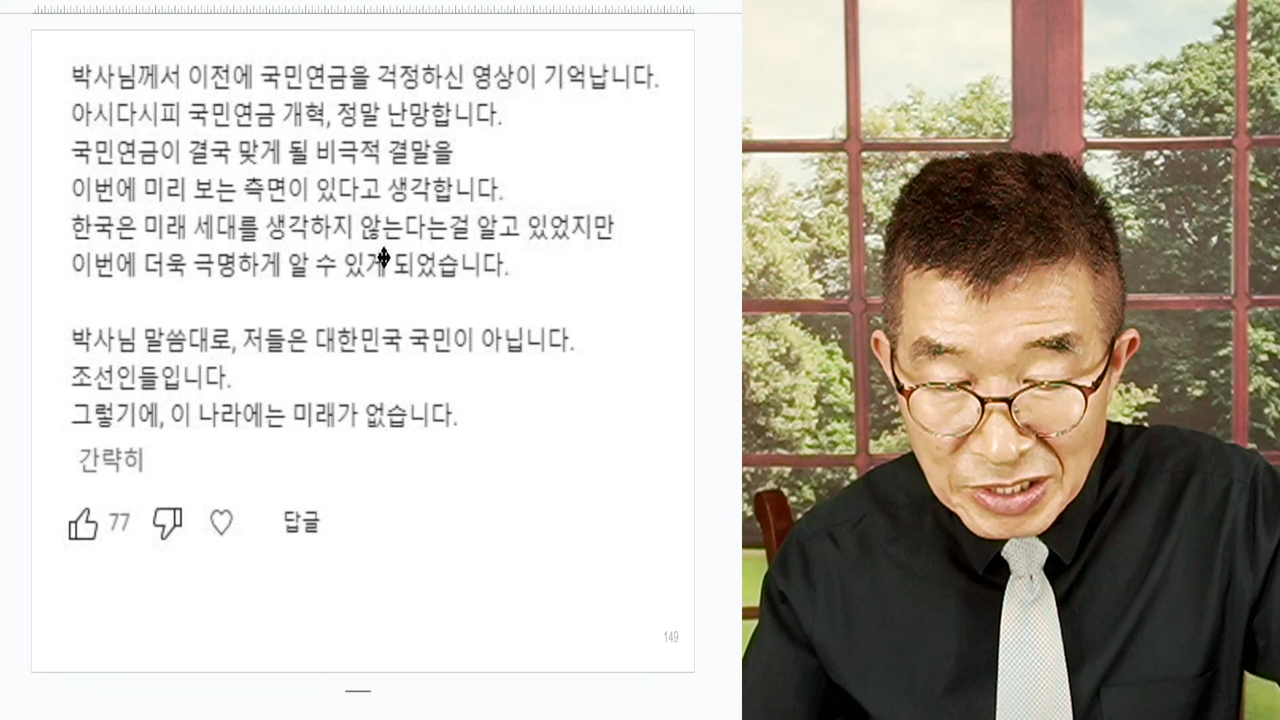 박사님께서 이전에 국민연금을 걱정하신 영상이 기억납니다.
아시다시피 국민연금 개혁, 정말 난망합니다.
국민연금이 결국 맞게 될 비극적 결말을
이번에 미리 보는 측면이 있다고 생각합니다.
한국은 미래 세대를 생각하지 않는다는걸 알고 있었지만
이번에 더욱 극명하게 알 수 있게 되었습니다.
박사님 말씀대로, 저들은 대한민국 국민이 아닙니다.
조선인들입니다.
그렇기에, 이 나라에는 미래가 없습니다.
간략히
77 답글
149